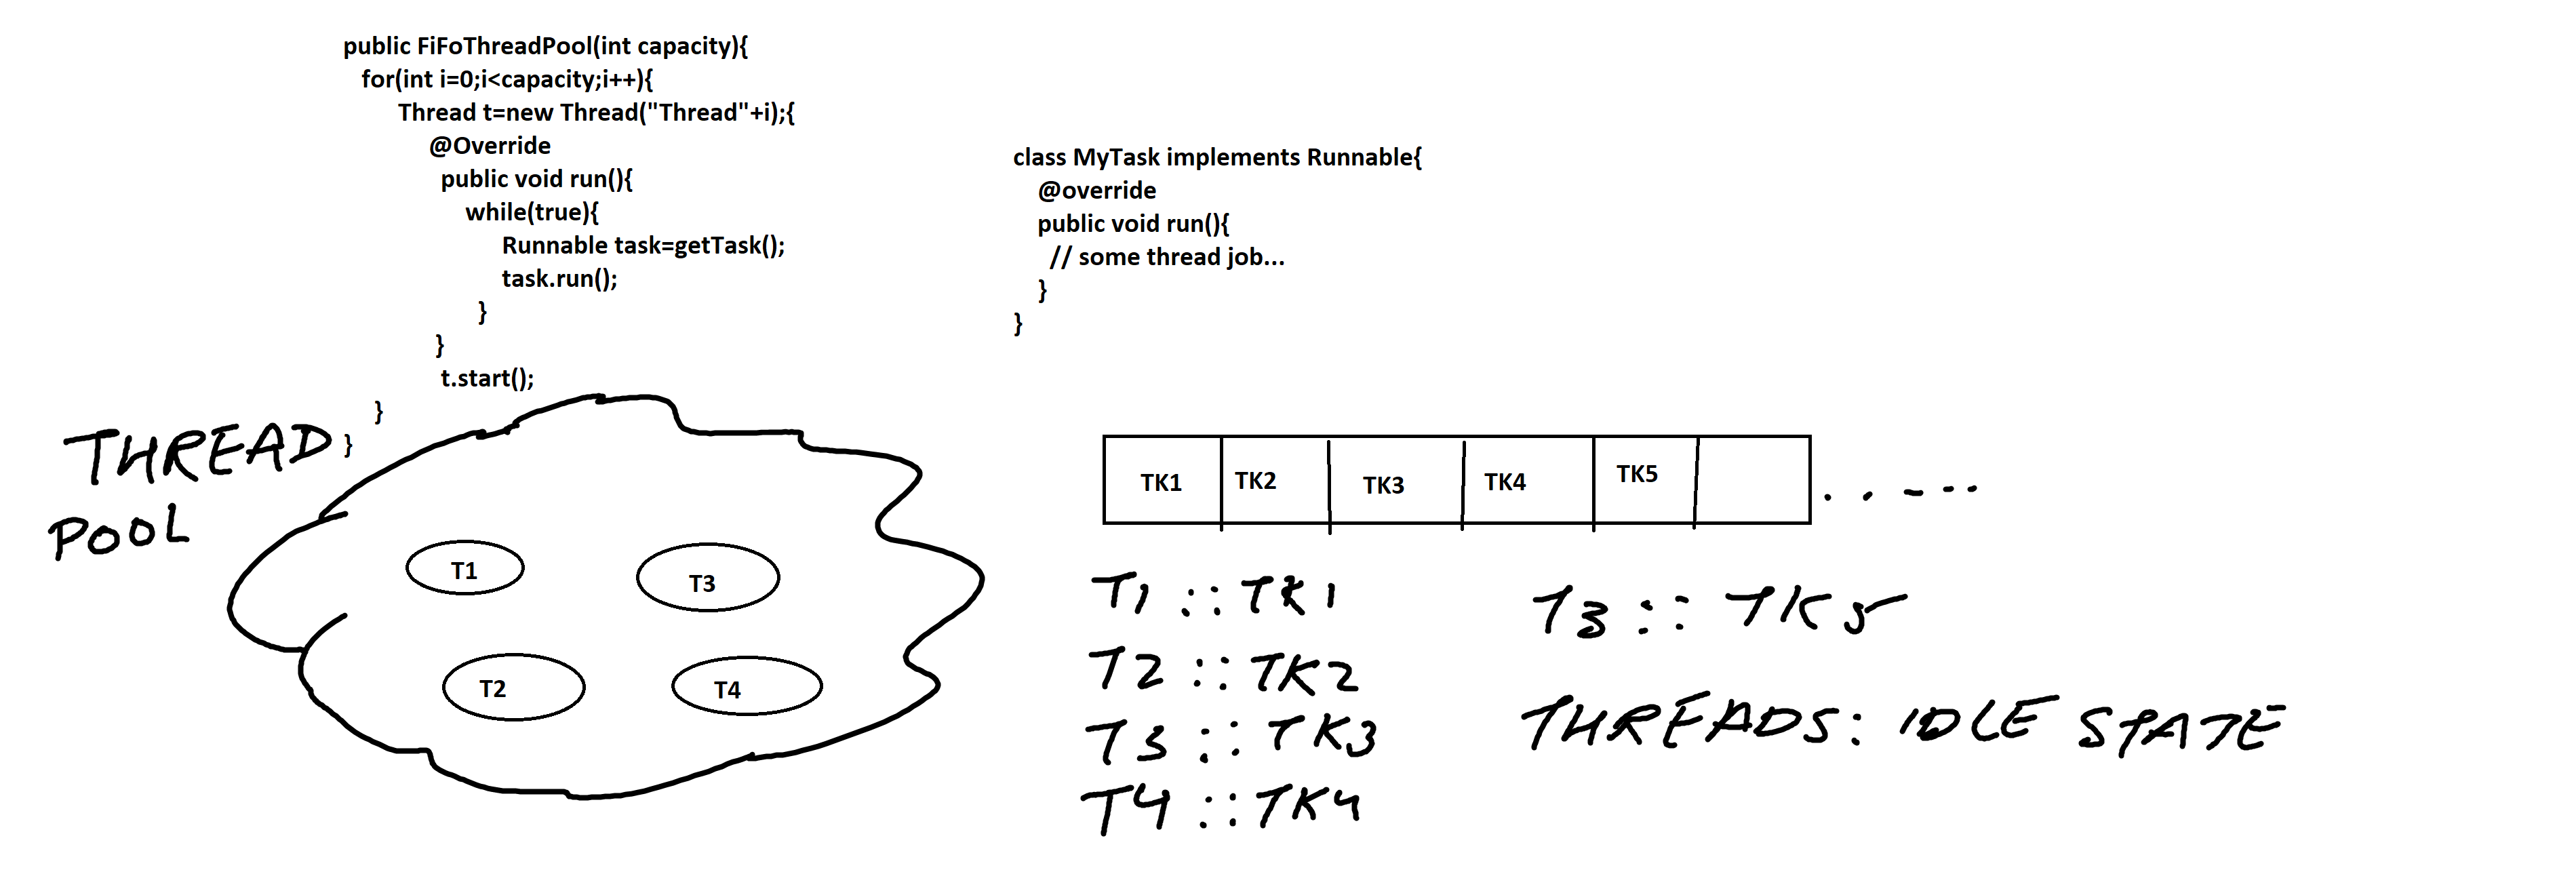 public FiFoThreadPool(int capacity){
for(int i=0;i<capacity;i++){
Thread t=new Thread("Thread"+i);{
@Override
public void run(){
while(true){
Runnable task=getTask();
task.run();
}
}
t.start();
}
}
class MyTask implements Runnable{
@override
public void run(){
// some thread job...
}
}
THREAD
POOL
T1
T3
T2
T4
TK1 TK2 TK3 TK4 TK5 . . - - - -
T1 :: TK1
T2 :: TK2
T3 :: TK3
T4 :: TK4
T3 :: TK5
THREADS: IDLE STATE